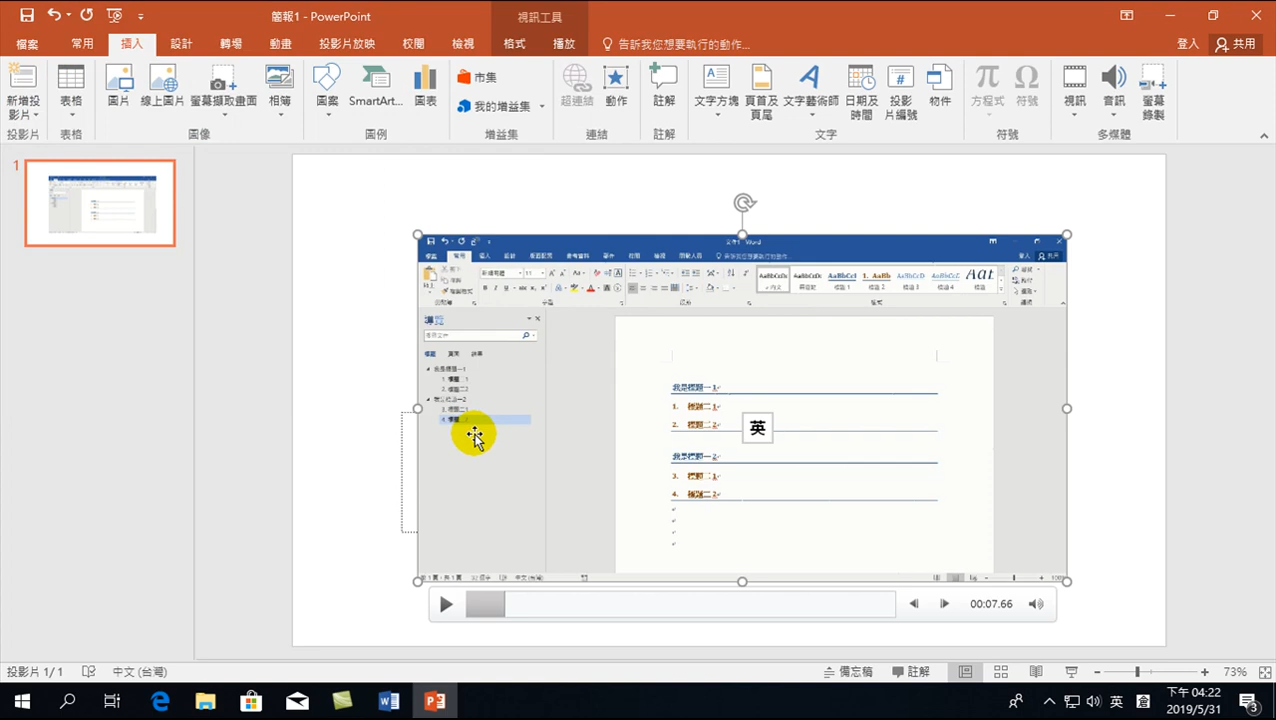 簡報1 - PowerPoint
視訊工具
檔案 常用 插入 設計 轉場 動畫 投影片放映 校閱 檢視 格式 播放 告訴我您想要執行的動作... 登入 共用
新增投影片 表格 圖片 線上圖片 螢幕擷取畫面 相簿 圖案 SmartArt... 圖表 市集 我的增益集 超連結 動作 註解 文字方塊 頁首及頁尾 文字藝術師 日期及時間 投影片編號 物件 方程式 符號 視訊 音訊 螢幕錄製
投影片 表格 圖像 圖例 增益集 連結 註解 文字 符號 多媒體
1
文件1 - Word
導覽
我是標題一1
1. 標題二1
2. 標題二2
我是標題一2
3. 標題二1
4. 標題二2
英
00:07.66
投影片 1/1 中文 (台灣) 備忘稿 註解 73%
英 下午 04:22
2019/5/31
3